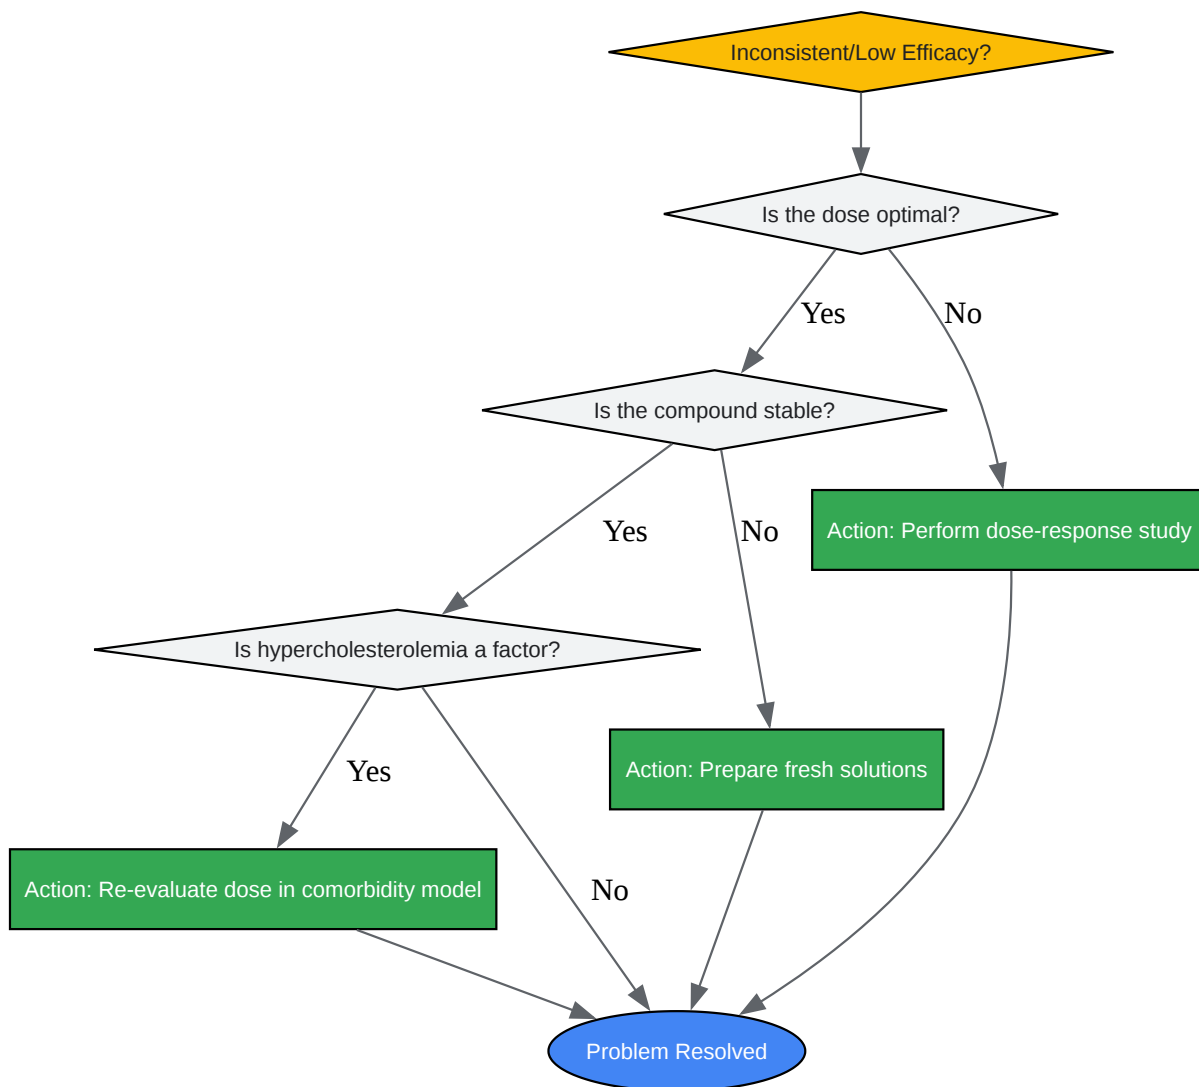 Inconsistent/Low Efficacy?
Is the dose optimal?
Yes
No
Is the compound stable?
Yes
No
Action: Perform dose-response study
Is hypercholesterolemia a factor?
Yes
No
Action: Prepare fresh solutions
Action: Re-evaluate dose in comorbidity model
Problem Resolved